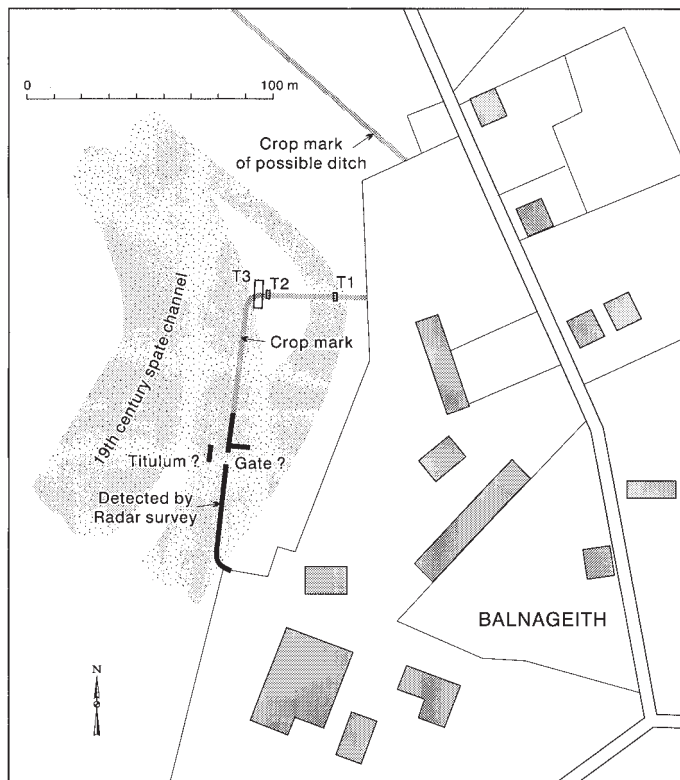 0 100 m
Crop mark
of possible ditch
T3
T2
T1
Crop mark
19th century spate channel
Titulum ?
Gate ?
Detected by
Radar survey
BALNAGEITH
N